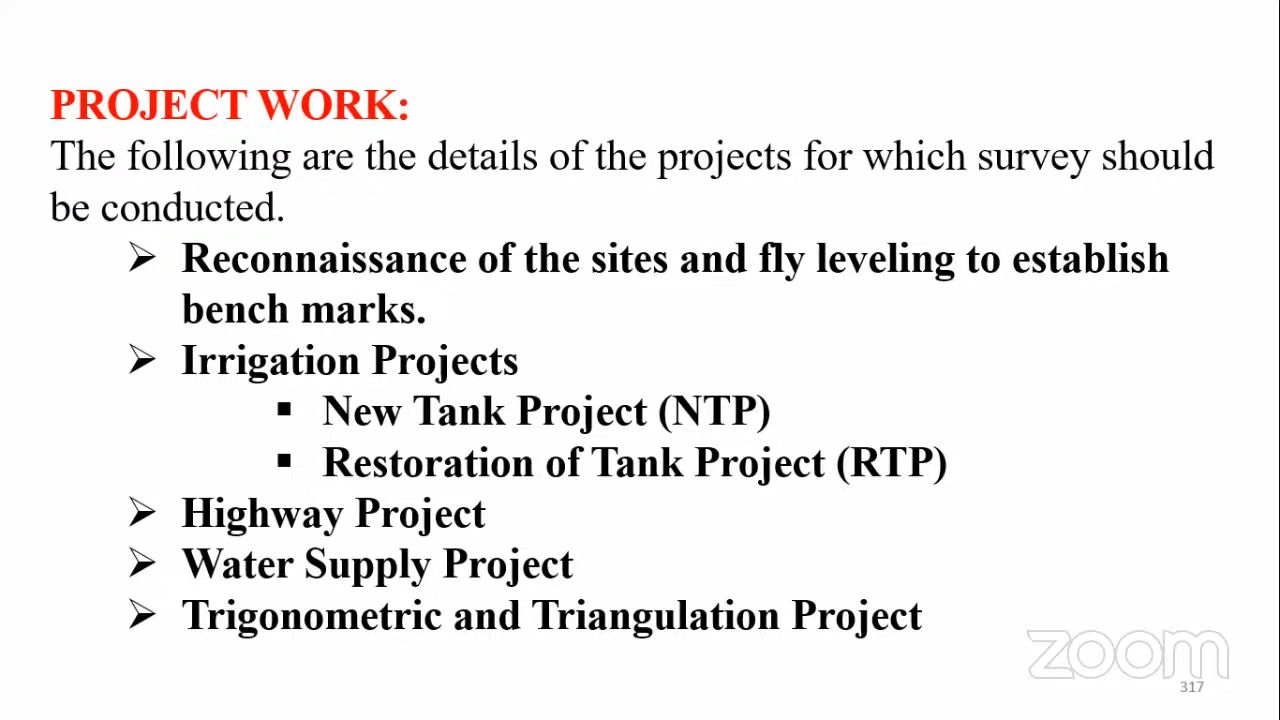 PROJECT WORK:
The following are the details of the projects for which survey should
be conducted.
➢ Reconnaissance of the sites and fly leveling to establish
bench marks.
➢ Irrigation Projects
▪ New Tank Project (NTP)
▪ Restoration of Tank Project (RTP)
➢ Highway Project
➢ Water Supply Project
➢ Trigonometric and Triangulation Project
zoom
317